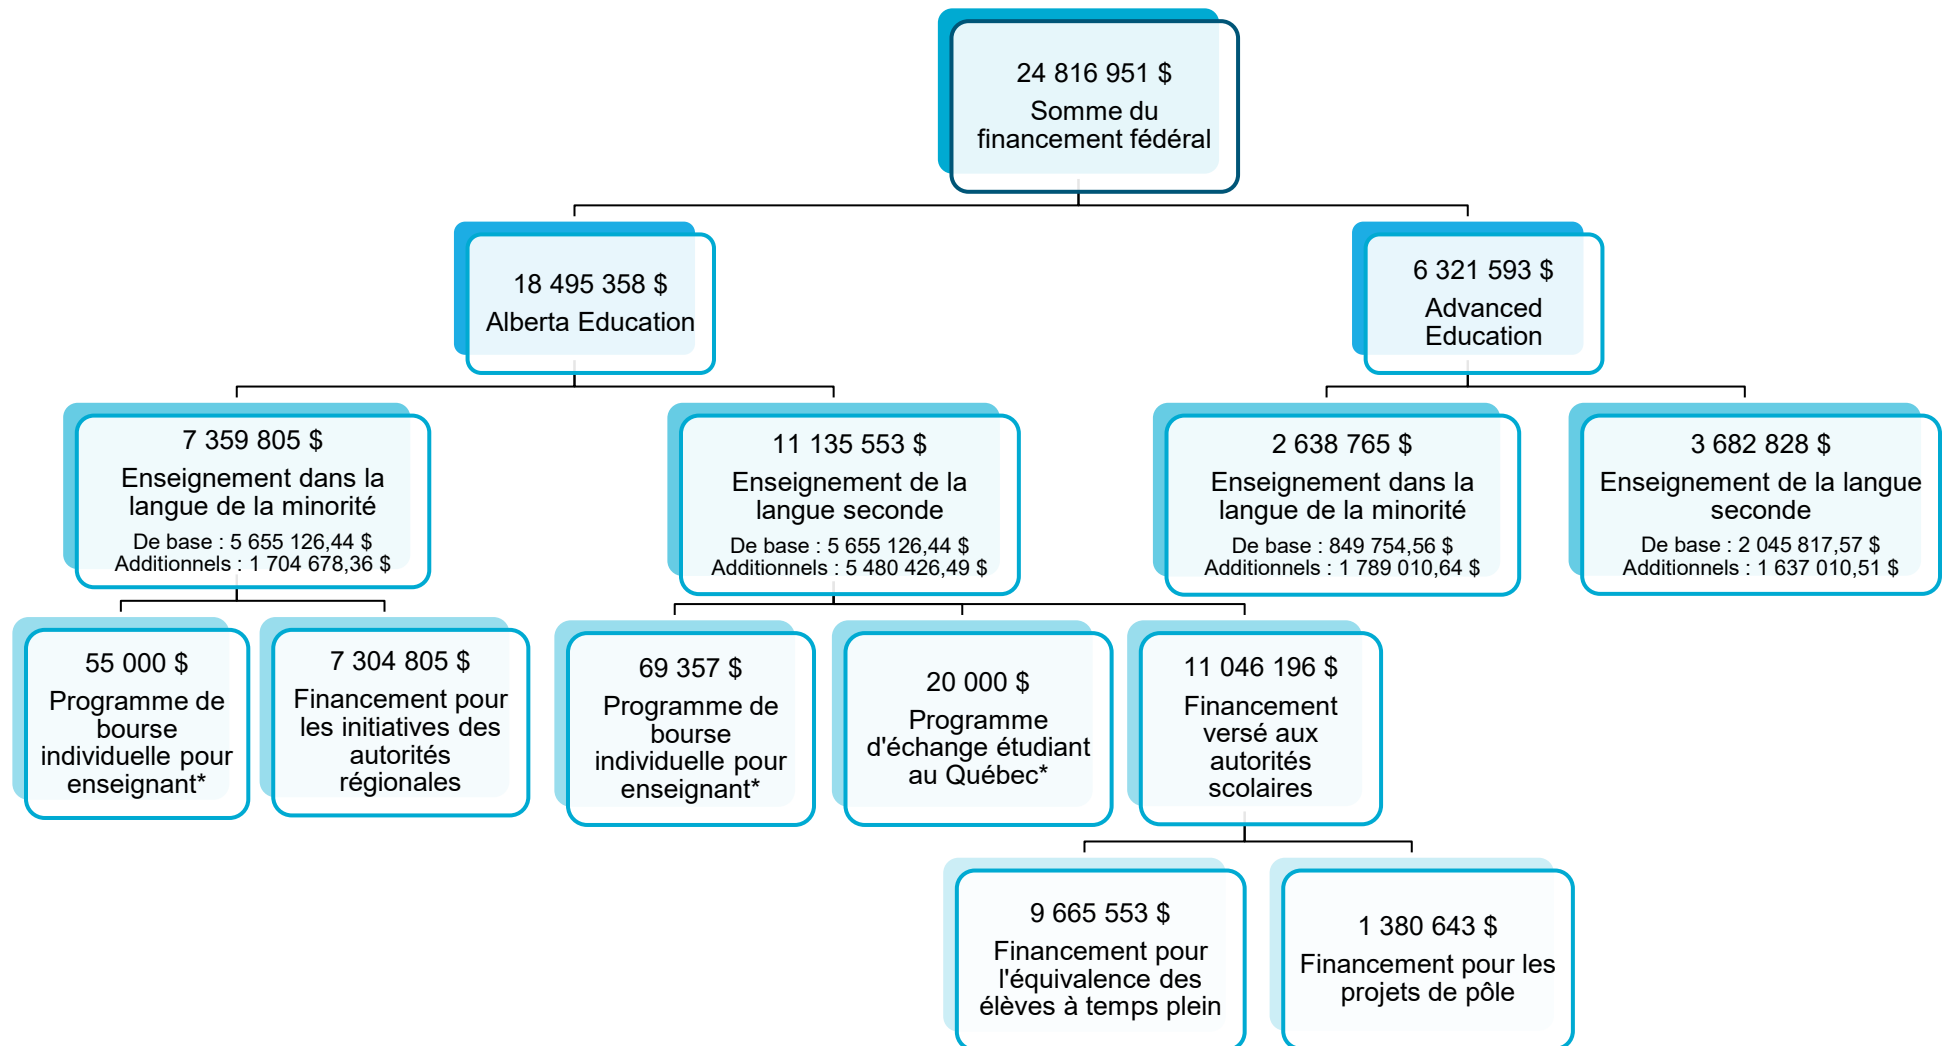 24 816 951 $
Somme du
financement fédéral
18 495 358 $
Alberta Education
6 321 593 $
Advanced
Education
7 359 805 $
Enseignement dans la
langue de la minorité
De base : 5 655 126,44 $
Additionnels : 1 704 678,36 $
11 135 553 $
Enseignement de la
langue seconde
De base : 5 655 126,44 $
Additionnels : 5 480 426,49 $
2 638 765 $
Enseignement dans la
langue de la minorité
De base : 849 754,56 $
Additionnels : 1 789 010,64 $
3 682 828 $
Enseignement de la langue
seconde
De base : 2 045 817,57 $
Additionnels : 1 637 010,51 $
55 000 $
Programme de
bourse
individuelle pour
enseignant*
7 304 805 $
Financement pour
les initiatives des
autorités
régionales
69 357 $
Programme de
bourse
individuelle pour
enseignant*
20 000 $
Programme
d'échange étudiant
au Québec*
11 046 196 $
Financement
versé aux
autorités
scolaires
9 665 553 $
Financement pour
l'équivalence des
élèves à temps plein
1 380 643 $
Financement pour les
projets de pôle